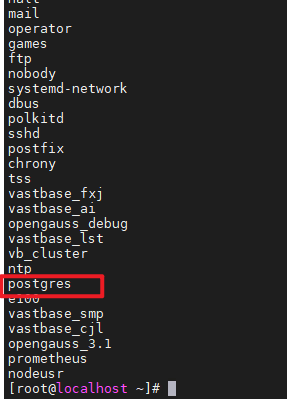 mail
operator
games
ftp
nobody
systemd-network
dbus
polkitd
sshd
postfix
chrony
tss
vastbase_fxj
vastbase_ai
opengauss_debug
vastbase_lst
vb_cluster
ntp
postgres
e100
vastbase_smp
vastbase_cjl
opengauss_3.1
prometheus
nodeusr
[root@localhost ~]#